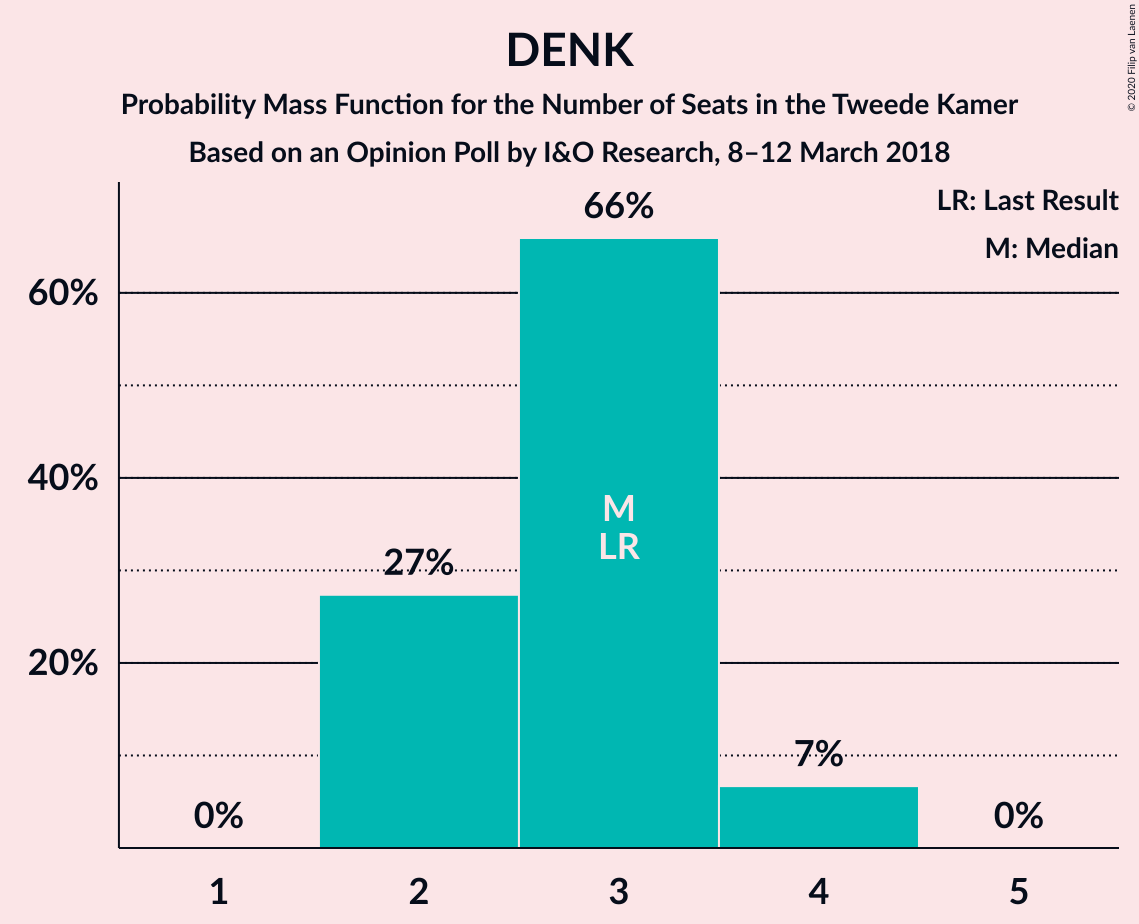 DENK
Probability Mass Function for the Number of Seats in the Tweede Kamer
Based on an Opinion Poll by I&O Research, 8–12 March 2018
© 2020 Filip van Laenen
LR: Last Result
M: Median
66%
60%
40%
M
LR
27%
20%
7%
0%
0%
1 2 3 4 5